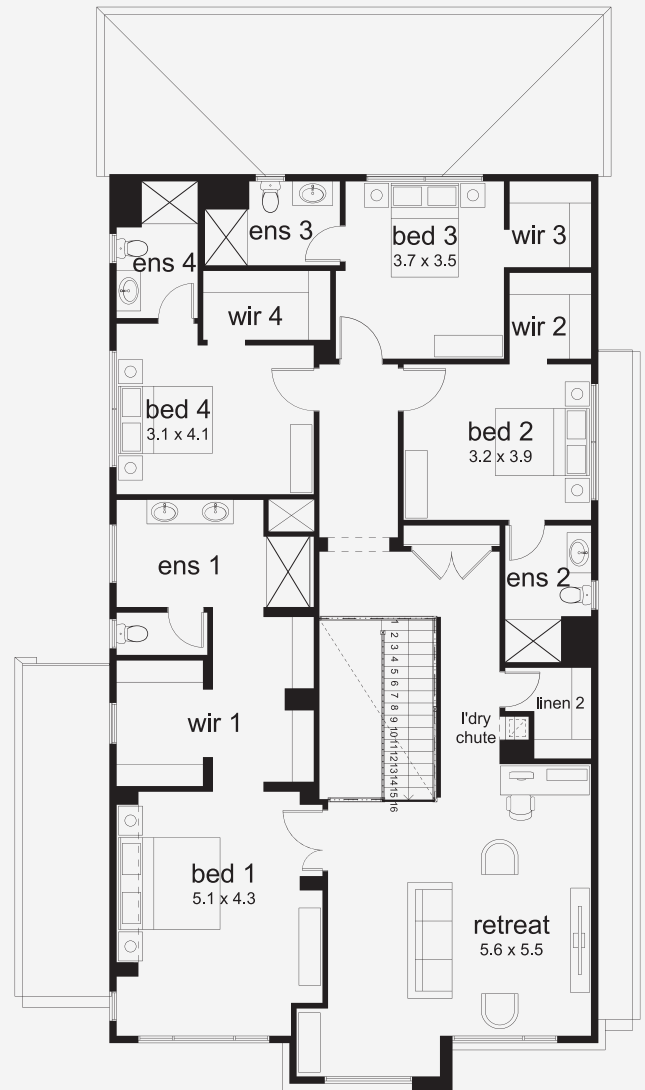 ens 3
bed 3
3.7 x 3.5
wir 3
ens 4
wir 4
wir 2
bed 4
3.1 x 4.1
bed 2
3.2 x 3.9
ens 1
ens 2
1
2
3
4
5
6
7
8
9
10
11
12
13
14
15
16
linen 2
l'dry
chute
wir 1
bed 1
5.1 x 4.3
retreat
5.6 x 5.5